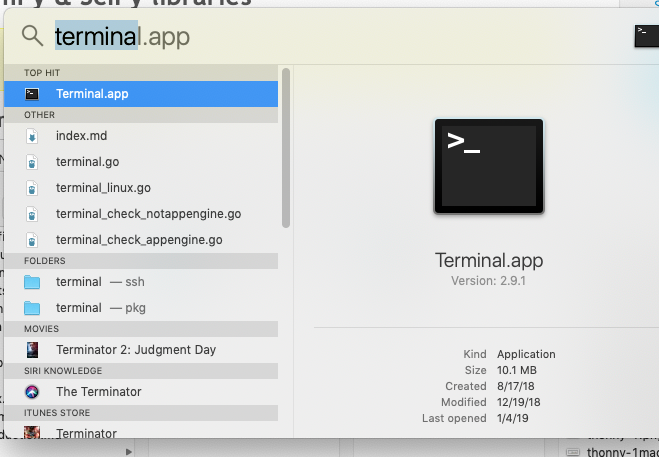 terminal.app
TOP HIT
Terminal.app
OTHER
index.md
terminal.go
terminal_linux.go
terminal_check_notappengine.go
terminal_check_appengine.go
FOLDERS
terminal — ssh
terminal — pkg
MOVIES
Terminator 2: Judgment Day
SIRI KNOWLEDGE
The Terminator
ITUNES STORE
Terminator
>_
Terminal.app
Version: 2.9.1
Kind Application
Size 10.1 MB
Created 8/17/18
Modified 12/19/18
Last opened 1/4/19
libraries
thonny-1mac